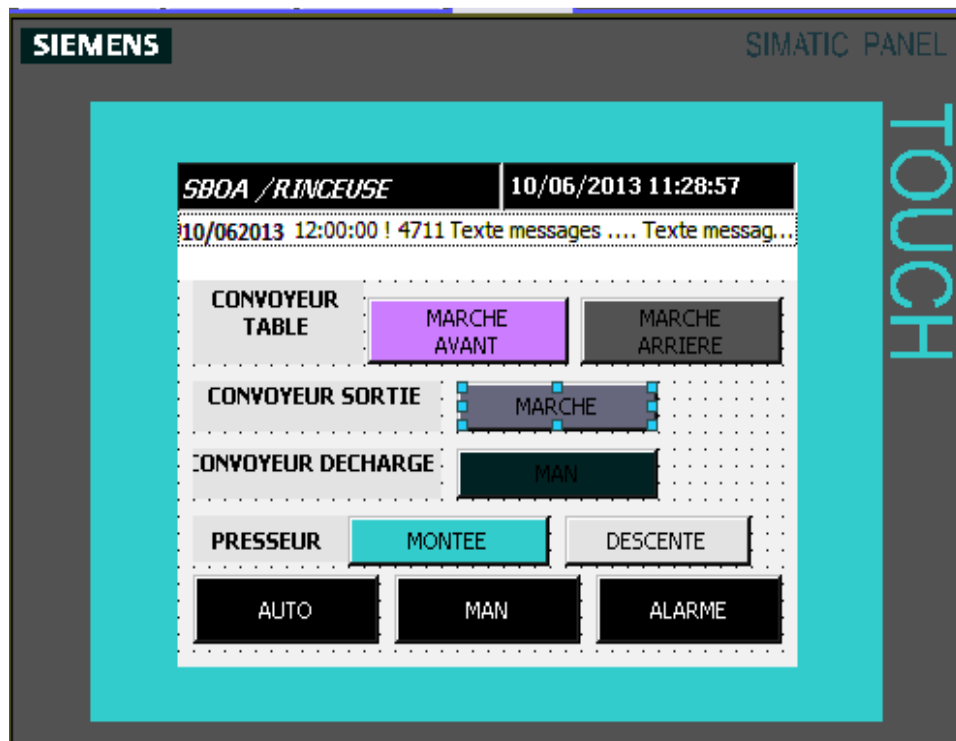 SIEMENS
SIMATIC PANEL
TOUCH
SBOA /RINCEUSE
10/06/2013 11:28:57
10/062013 12:00:00 ! 4711 Texte messages .... Texte messag...
CONVOYEUR
TABLE
MARCHE
AVANT
MARCHE
ARRIERE
CONVOYEUR SORTIE
MARCHE
CONVOYEUR DECHARGE
MAN
PRESSEUR
MONTEE
DESCENTE
AUTO
MAN
ALARME